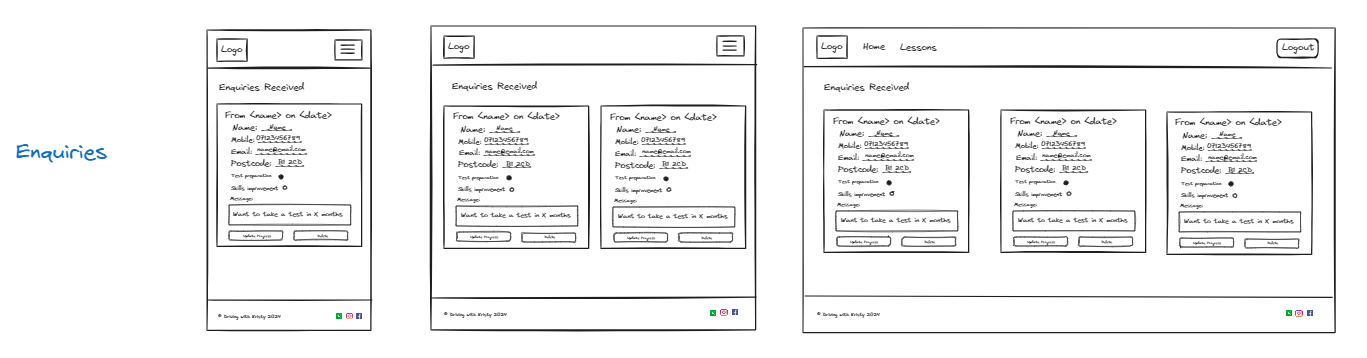 Enquiries
Logo
Enquiries Received
From <name> on <date>
Name: Name
Mobile: 07123456789
Email: name@email.com
Postcode: B1 2CD
Test preparation
Skills improvement
Message:
Want to take a test in X months
Update Progress Delete
© Driving with Kristy 2024
Logo
Enquiries Received
From <name> on <date>
Name: Name
Mobile: 07123456789
Email: name@email.com
Postcode: B1 2CD
Test preparation
Skills improvement
Message:
Want to take a test in X months
Update Progress Delete
From <name> on <date>
Name: Name
Mobile: 07123456789
Email: name@email.com
Postcode: B1 2CD
Test preparation
Skills improvement
Message:
Want to take a test in X months
Update Progress Delete
© Driving with Kristy 2024
Logo Home Lessons Logout
Enquiries Received
From <name> on <date>
Name: Name
Mobile: 07123456789
Email: name@email.com
Postcode: B1 2CD
Test preparation
Skills improvement
Message:
Want to take a test in X months
Update Progress Delete
From <name> on <date>
Name: Name
Mobile: 07123456789
Email: name@email.com
Postcode: B1 2CD
Test preparation
Skills improvement
Message:
Want to take a test in X months
Update Progress Delete
From <name> on <date>
Name: Name
Mobile: 07123456789
Email: name@email.com
Postcode: B1 2CD
Test preparation
Skills improvement
Message:
Want to take a test in X months
Update Progress Delete
© Driving with Kristy 2024